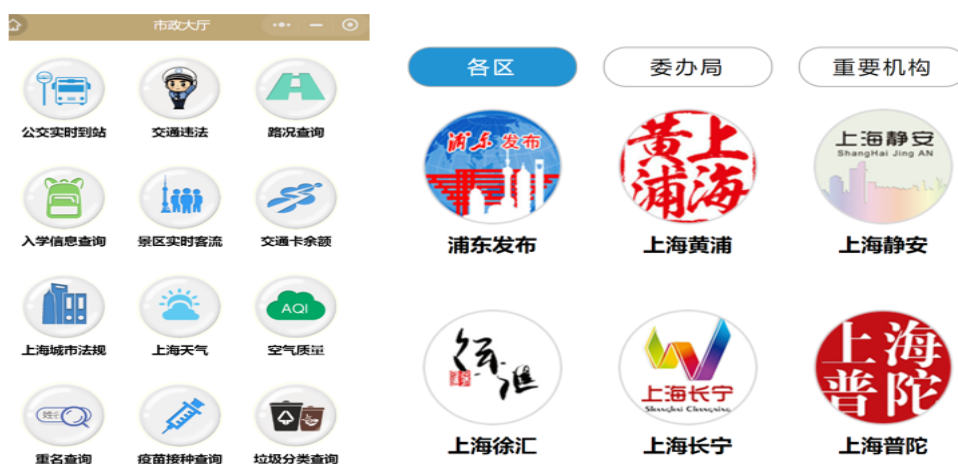 市政大厅
公交实时到站
交通违法
路况查询
入学信息查询
景区实时客流
交通卡余额
AQI
上海城市法规
上海天气
空气质量
姓名
重名查询
疫苗接种查询
垃圾分类查询
各区
委办局
重要机构
浦东发布
浦东发布
上海黄浦
上海黄浦
上海静安
ShangHai Jing AN
上海静安
徐汇
上海徐汇
上海长宁
Shanghai Changning
上海长宁
上海普陀
上海普陀